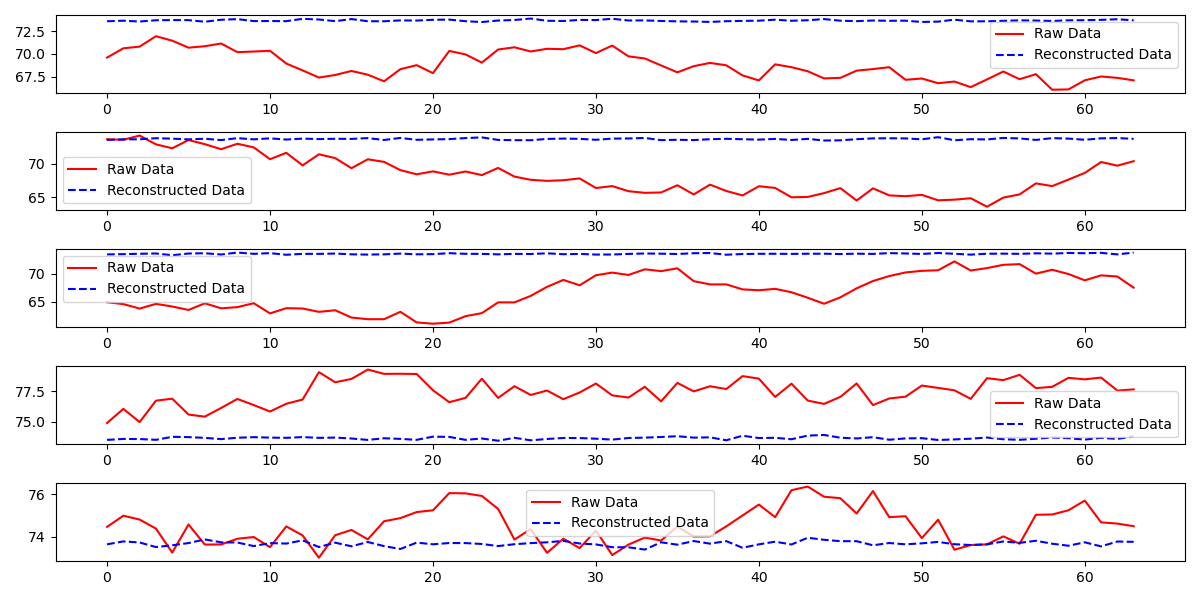 72.5
70.0
67.5
Raw Data
Reconstructed Data
0 10 20 30 40 50 60
70
65
Raw Data
Reconstructed Data
0 10 20 30 40 50 60
70
65
Raw Data
Reconstructed Data
0 10 20 30 40 50 60
77.5
75.0
Raw Data
Reconstructed Data
0 10 20 30 40 50 60
76
74
Raw Data
Reconstructed Data
0 10 20 30 40 50 60